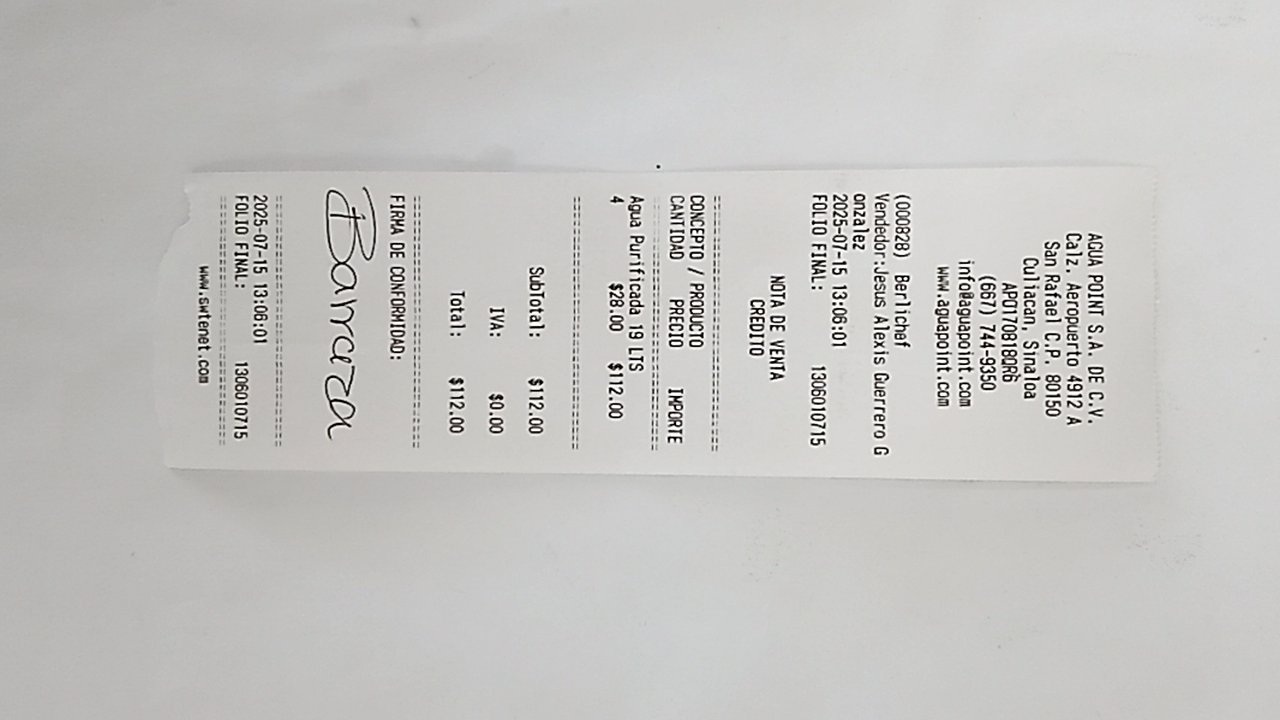 AGUA POINT S.A. DE C.V.
Calz. Aeropuerto 4912 A
San Rafael C.P. 80150
Culiacan, Sinaloa
APO170818QR6
(667) 744-9350
info@aguapoint.com
www.aguapoint.com
(000828) Berlichef
Vendedor:Jesus Alexis Guerrero G
onzalez
2025-07-15 13:06:01
FOLIO FINAL: 1306010715
NOTA DE VENTA
CREDITO
================================
CONCEPTO / PRODUCTO
CANTIDAD PRECIO IMPORTE
================================
Agua Purificada 19 LTS
4 $28.00 $112.00
================================
SubTotal: $112.00
IVA: $0.00
Total: $112.00
================================
FIRMA DE CONFORMIDAD:
Barraza
================================
2025-07-15 13:06:01
FOLIO FINAL: 1306010715
================================
www.swtenet.com